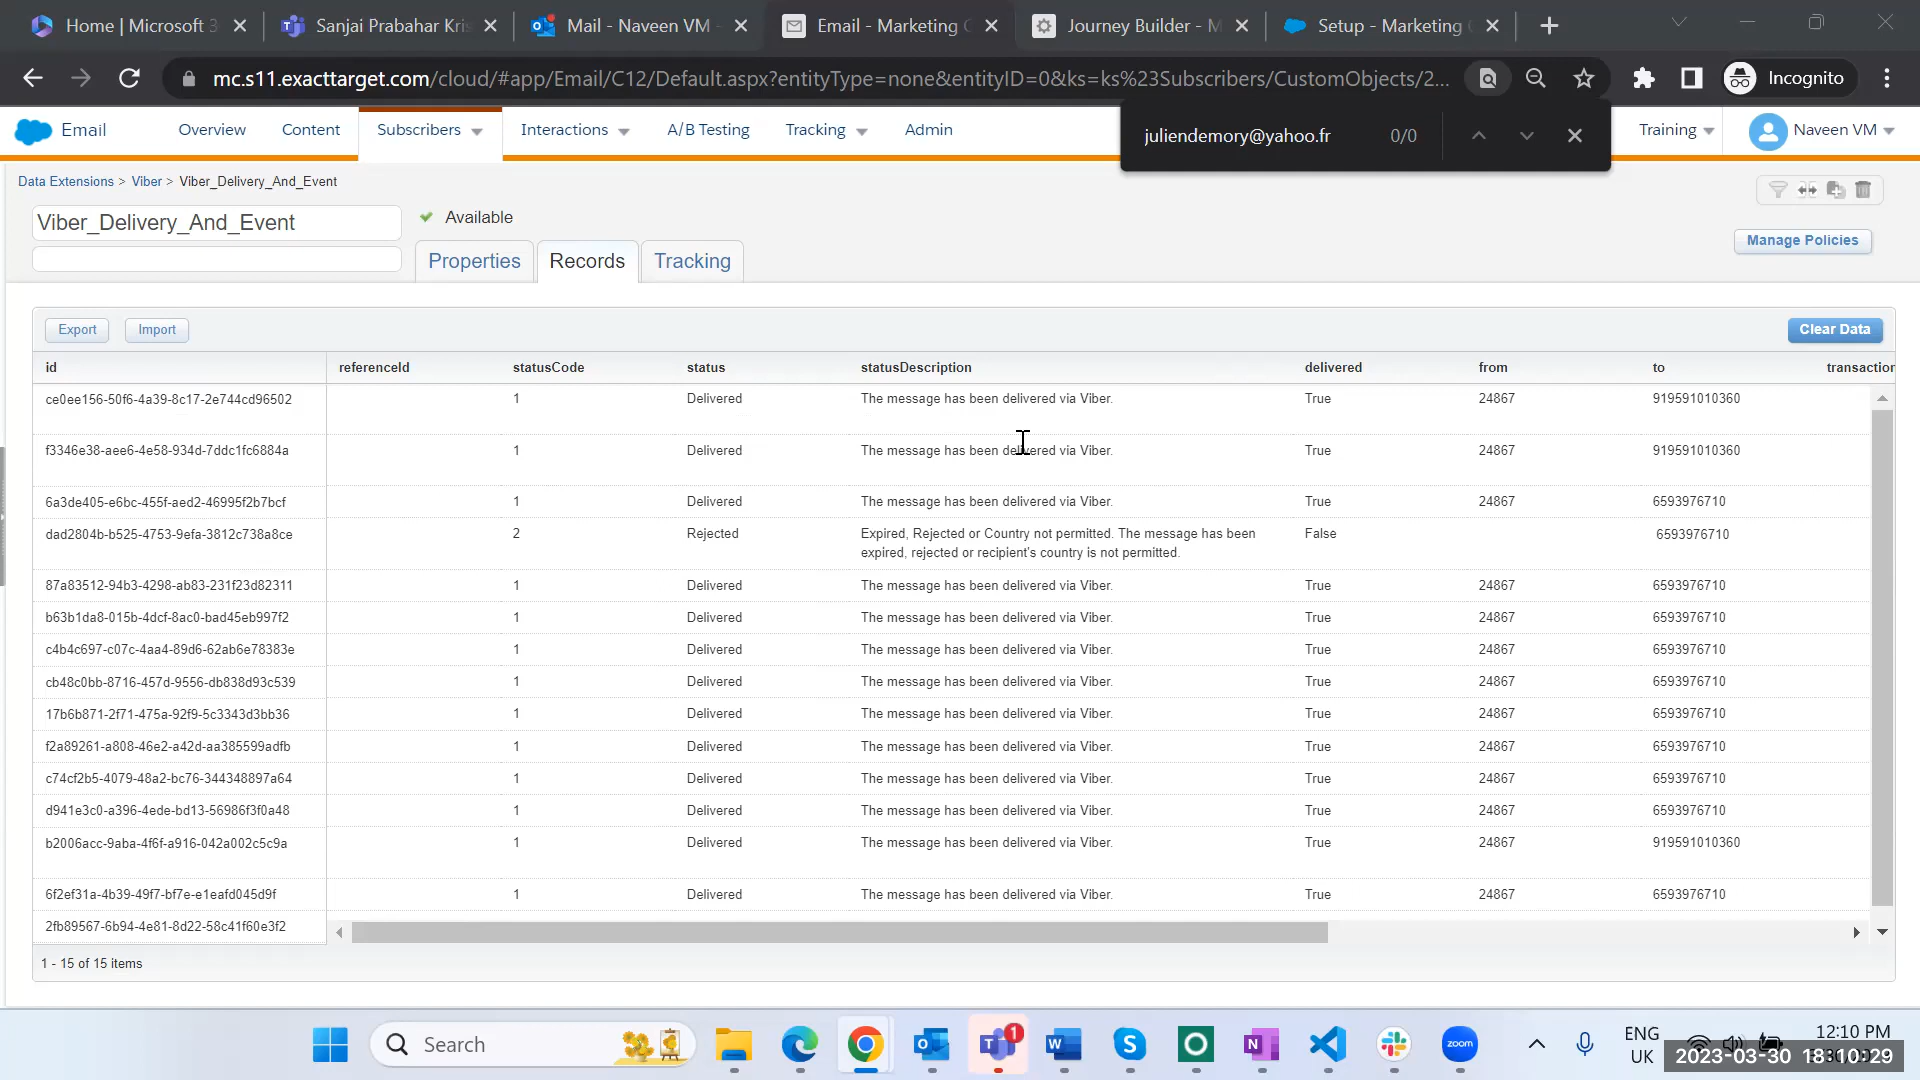 Home | Microsoft 3
Sanjai Prabahar Kris
Mail - Naveen VM -
Email - Marketing C
Journey Builder - M
Setup - Marketing C
mc.s11.exacttarget.com/cloud/#app/Email/C12/Default.aspx?entityType=none&entityID=0&ks=ks%23Subscribers/CustomObjects/2...
Incognito
Email
Overview
Content
Subscribers
Interactions
A/B Testing
Tracking
Admin
juliendemory@yahoo.fr
0/0
Training
Naveen VM
Data Extensions > Viber > Viber_Delivery_And_Event
Viber_Delivery_And_Event
Available
Manage Policies
Properties
Records
Tracking
Export
Import
Clear Data
id referenceId statusCode status statusDescription delivered from to transaction
ce0ee156-50f6-4a39-8c17-2e744cd96502 1 Delivered The message has been delivered via Viber. True 24867 919591010360
f3346e38-aee6-4e58-934d-7ddc1fc6884a 1 Delivered The message has been delivered via Viber. True 24867 919591010360
6a3de405-e6bc-455f-aed2-46995f2b7bcf 1 Delivered The message has been delivered via Viber. True 24867 6593976710
dad2804b-b525-4753-9efa-3812c738a8ce 2 Rejected Expired, Rejected or Country not permitted. The message has been False 6593976710
expired, rejected or recipient's country is not permitted.
87a83512-94b3-4298-ab83-231f23d82311 1 Delivered The message has been delivered via Viber. True 24867 6593976710
b63b1da8-015b-4dcf-8ac0-bad45eb997f2 1 Delivered The message has been delivered via Viber. True 24867 6593976710
c4b4c697-c07c-4aa4-89d6-62ab6e78383e 1 Delivered The message has been delivered via Viber. True 24867 6593976710
cb48c0bb-8716-457d-9556-db838d93c539 1 Delivered The message has been delivered via Viber. True 24867 6593976710
17b6b871-2f71-475a-92f9-5c3343d3bb36 1 Delivered The message has been delivered via Viber. True 24867 6593976710
f2a89261-a808-46e2-a42d-aa385599adfb 1 Delivered The message has been delivered via Viber. True 24867 6593976710
c74cf2b5-4079-48a2-bc76-344348897a64 1 Delivered The message has been delivered via Viber. True 24867 6593976710
d941e3c0-a396-4ede-bd13-56986f3f0a48 1 Delivered The message has been delivered via Viber. True 24867 6593976710
b2006acc-9aba-4f6f-a916-042a002c5c9a 1 Delivered The message has been delivered via Viber. True 24867 919591010360
6f2ef31a-4b39-49f7-bf7e-e1eafd045d9f 1 Delivered The message has been delivered via Viber. True 24867 6593976710
2fb89567-6b94-4e81-8d22-58c41f60e3f2
1 - 15 of 15 items
Search
1
zoom
ENG
UK
12:10 PM
2023-03-30 18:10:29